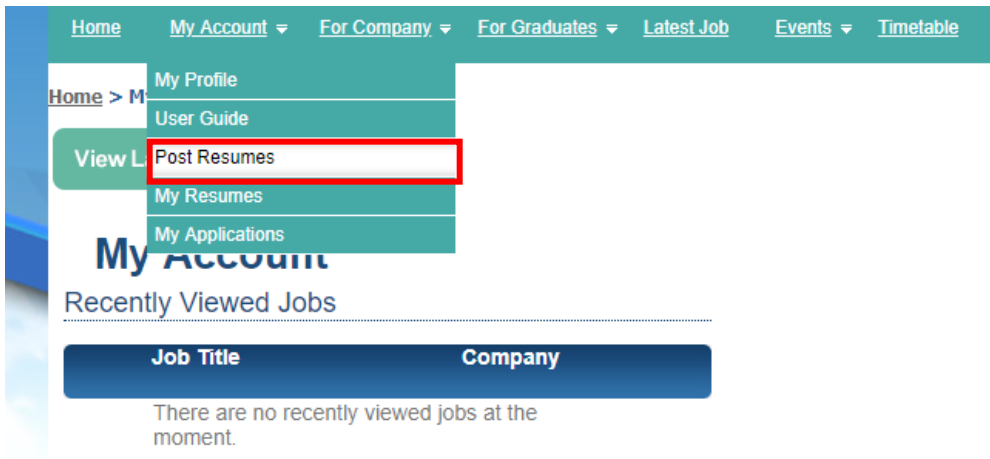 Home My Account For Company For Graduates Latest Job Events Timetable
My Profile
Home > M
User Guide
View L
Post Resumes
My Resumes
My Applications
My Account
Recently Viewed Jobs
Job Title Company
There are no recently viewed jobs at the
moment.